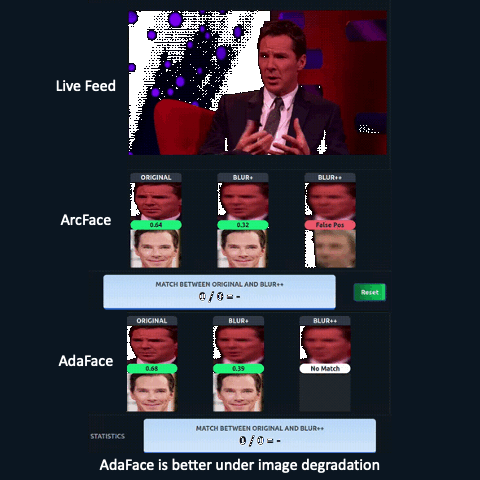 Live Feed
ORIGINAL BLUR+ BLUR++
ArcFace
0.64 0.32 False Pos
MATCH BETWEEN ORIGINAL AND BLUR++
Reset
ORIGINAL BLUR+ BLUR++
AdaFace
0.68 0.39 No Match
STATISTICS
MATCH BETWEEN ORIGINAL AND BLUR++
AdaFace is better under image degradation